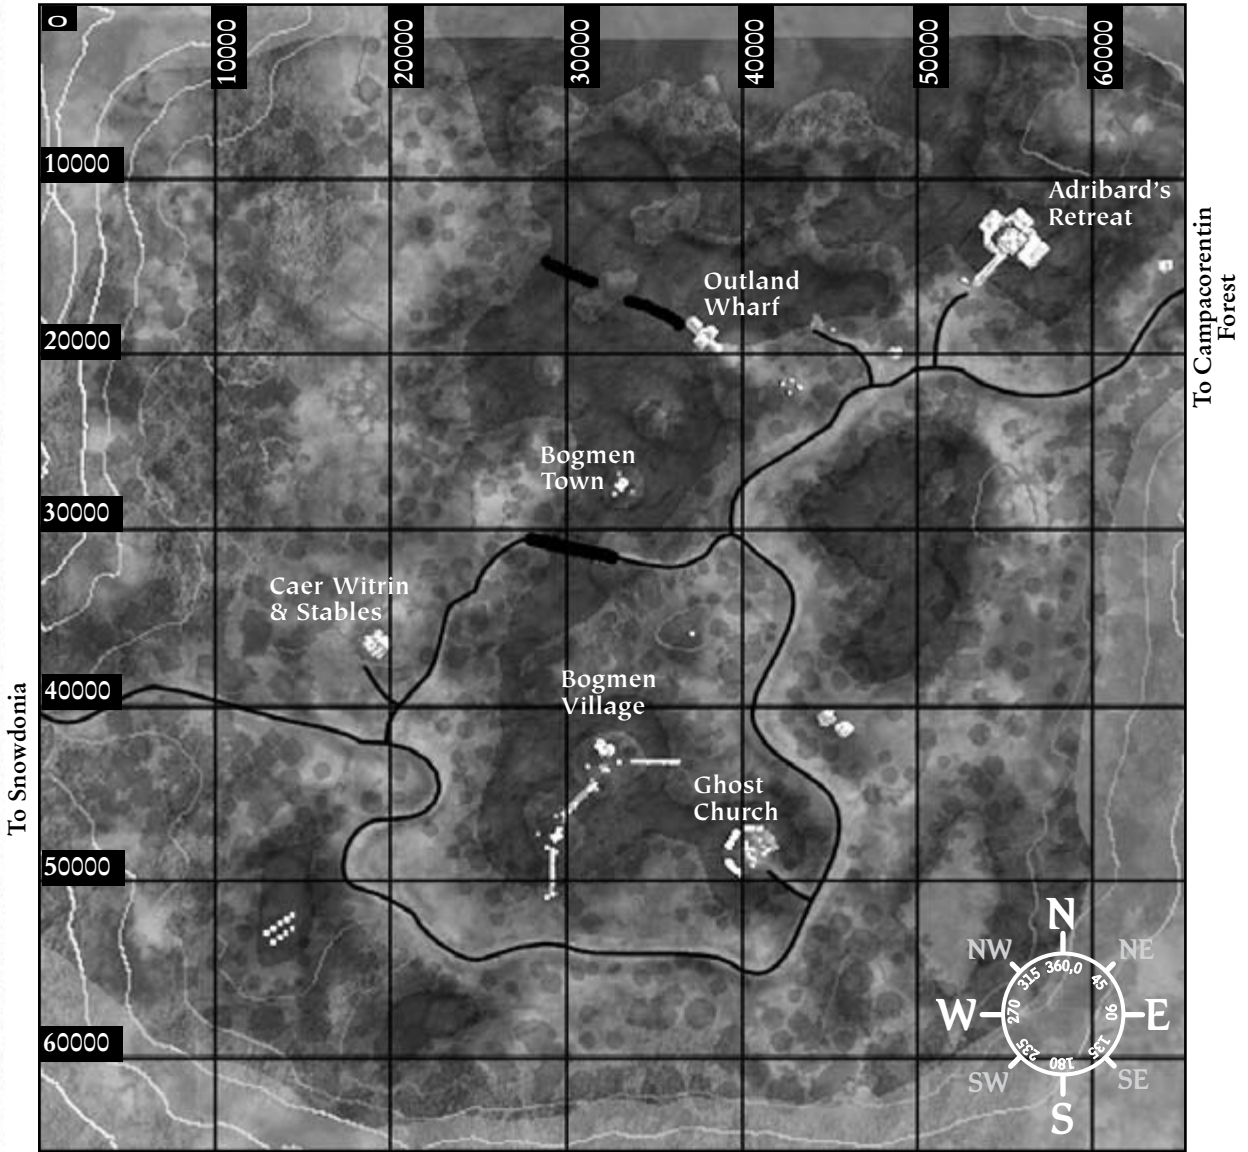 0
10000
20000
30000
40000
50000
60000
10000
Adribard's
Retreat
To Campacorentin
Forest
Outland
Wharf
20000
Bogmen
Town
30000
Caer Witrin
& Stables
Bogmen
Village
40000
To Snowdonia
Ghost
Church
50000
N
NW
NE
360,0
315
45
W
270
90
E
235
135
180
SW
SE
S
60000